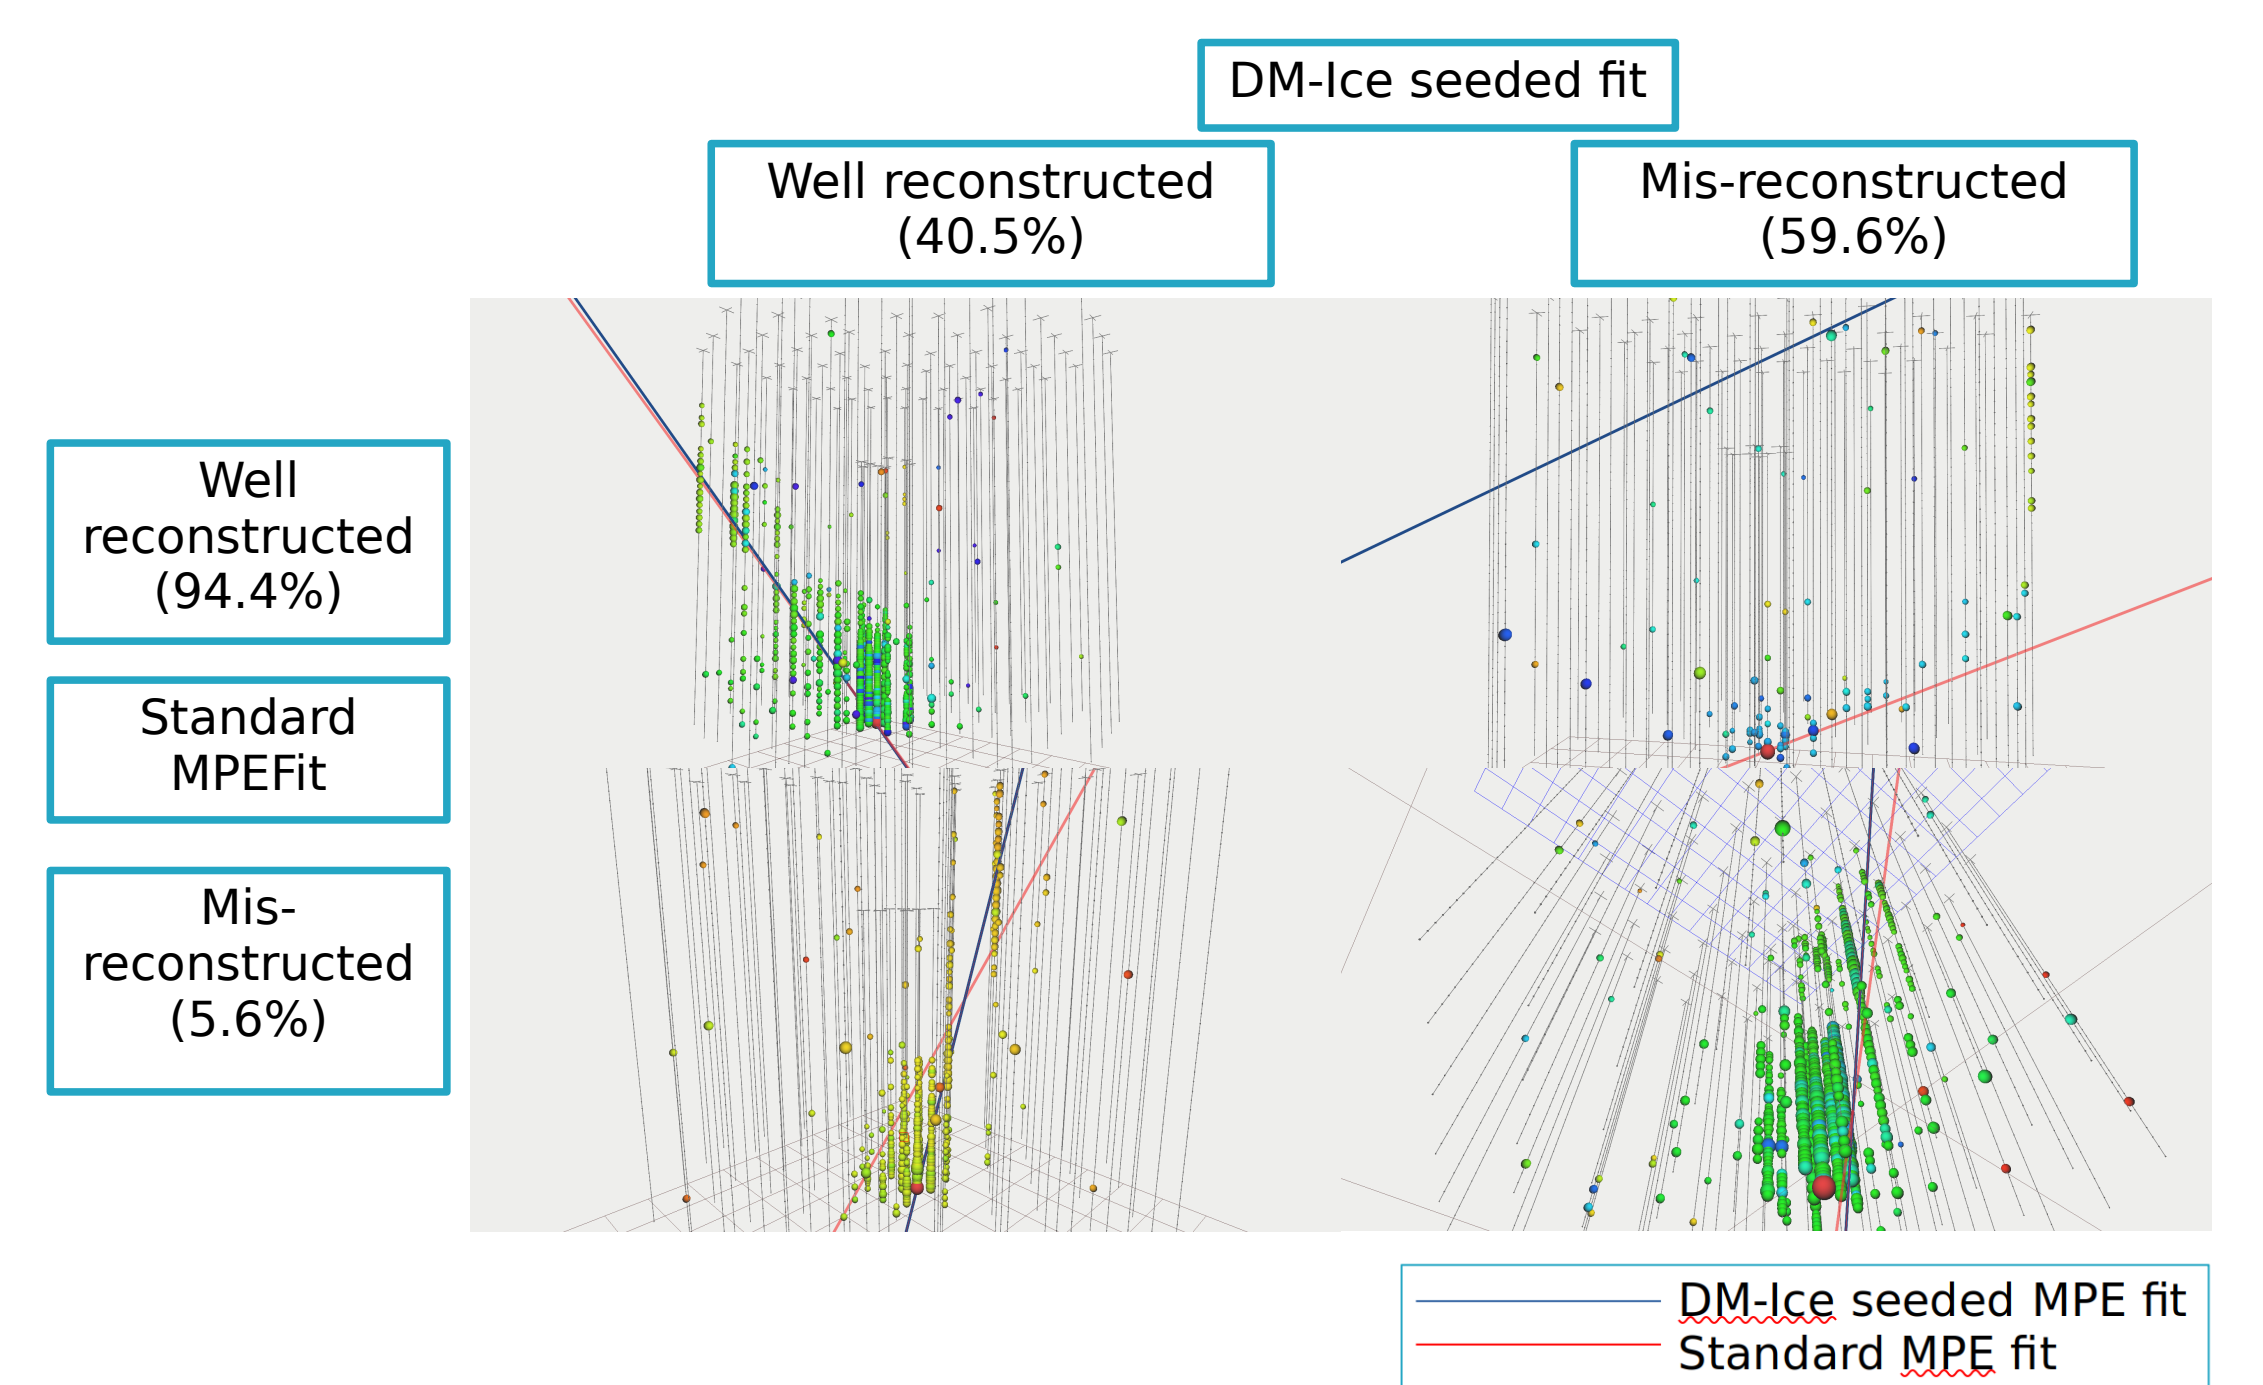 DM-Ice seeded fit
Well reconstructed
(40.5%)
Mis-reconstructed
(59.6%)
Well
reconstructed
(94.4%)
Standard
MPEFit
Mis-
reconstructed
(5.6%)
DM-Ice seeded MPE fit
Standard MPE fit